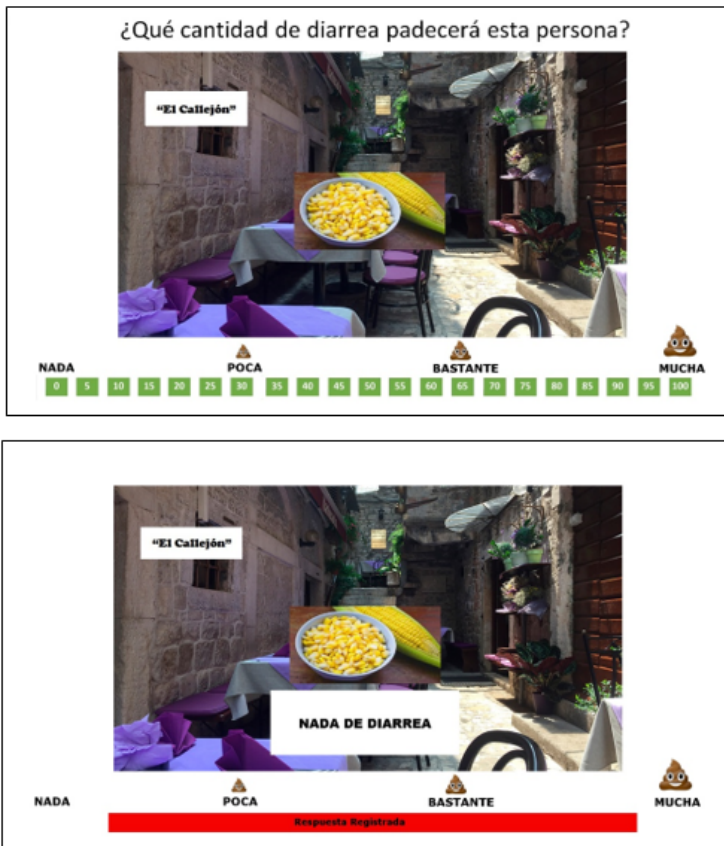 ¿Qué cantidad de diarrea padecerá esta persona?
“El Callejón”
NADA POCA BASTANTE MUCHA
0 5 10 15 20 25 30 35 40 45 50 55 60 65 70 75 80 85 90 95 100
“El Callejón”
NADA DE DIARREA
NADA POCA BASTANTE MUCHA
Respuesta Registrada